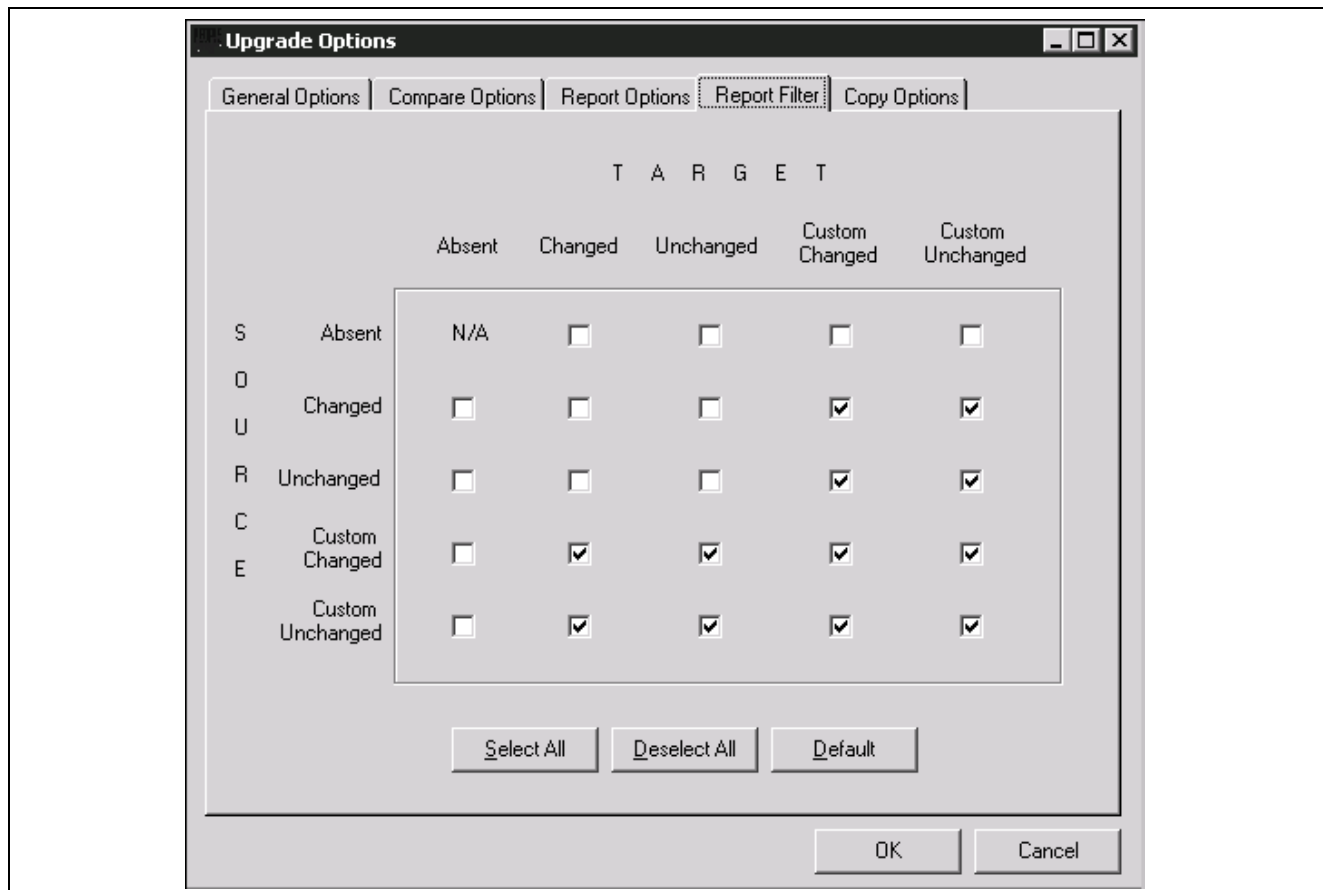 Upgrade Options
General Options Compare Options Report Options Report Filter Copy Options
T A R G E T
Absent Changed Unchanged Custom Changed Custom Unchanged
S O U R C E
Absent N/A
Changed
Unchanged
Custom
Changed
Custom
Unchanged
Select All Deselect All Default
OK Cancel